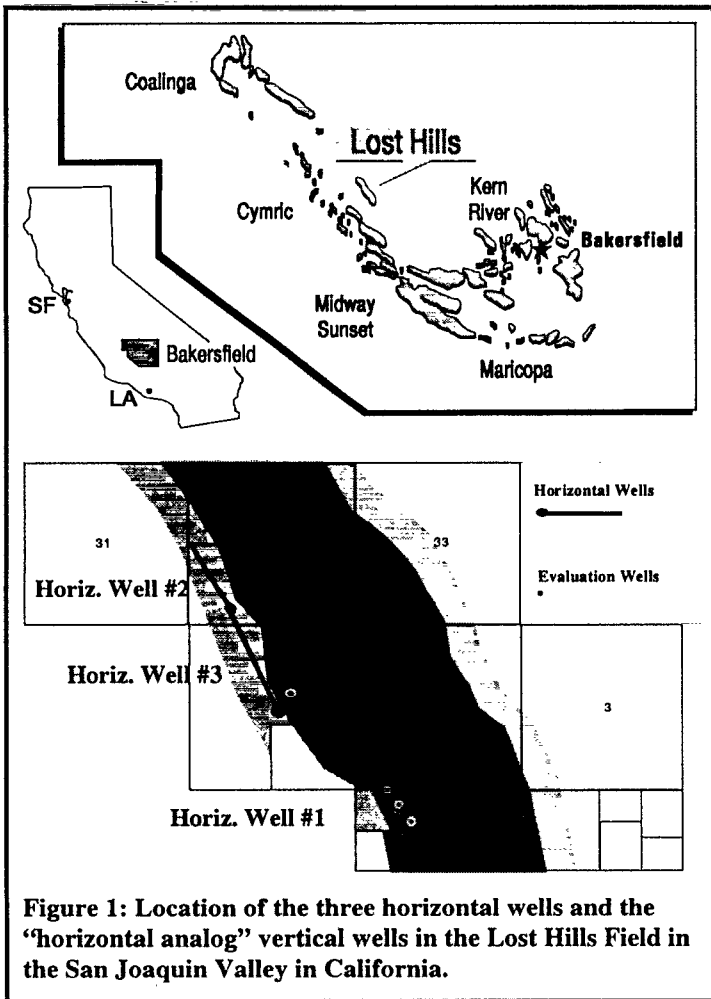 Coalinga
Lost Hills
Kern
River
Cymric
Bakersfield
Midway
Sunset
Maricopa
SF
Bakersfield
LA
Horizontal Wells
31
33
Evaluation Wells
Horiz. Well #2
Horiz. Well #3
3
Horiz. Well #1
Figure 1: Location of the three horizontal wells and the
“horizontal analog” vertical wells in the Lost Hills Field in
the San Joaquin Valley in California.